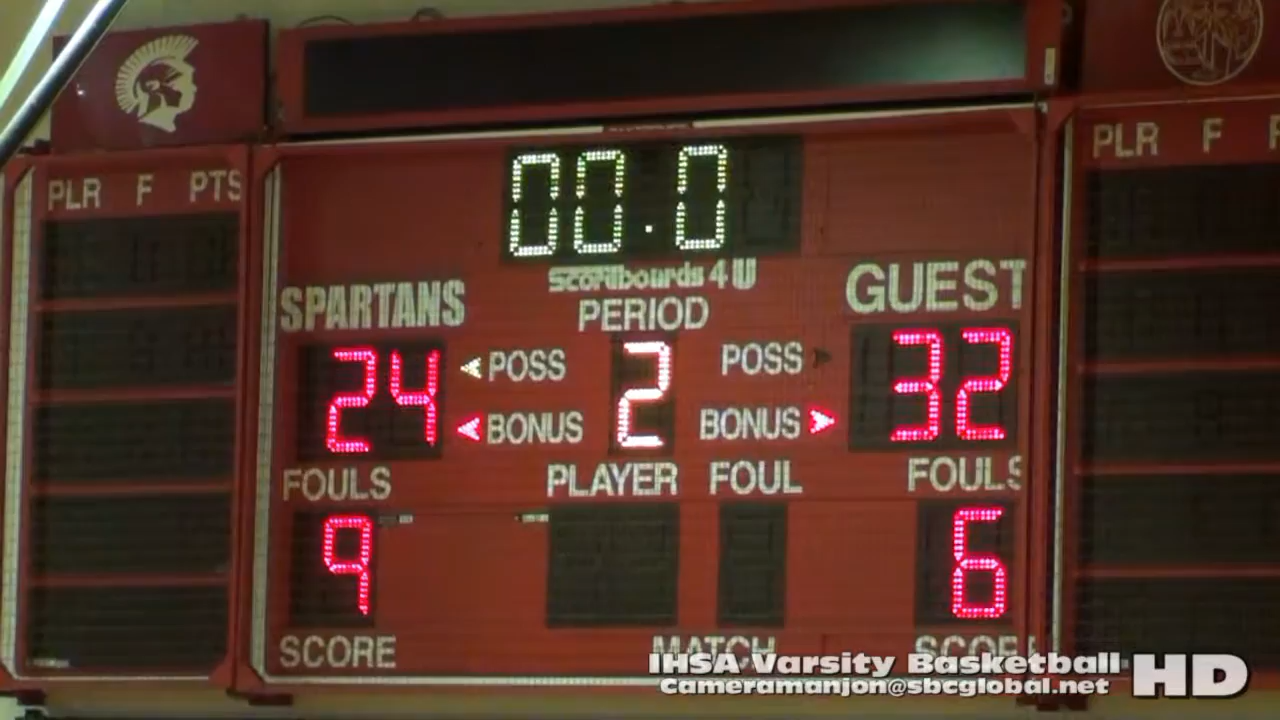 PLR F PTS
PLR F
00.0
Scoreboards 4 U
SPARTANS
PERIOD
GUEST
24
POSS
2
POSS
32
BONUS
BONUS
FOULS
PLAYER FOUL
FOULS
9
6
SCORE
MATCH
SCORE
IHSA Varsity Basketball HD
Cameramanjon@sbcglobal.net